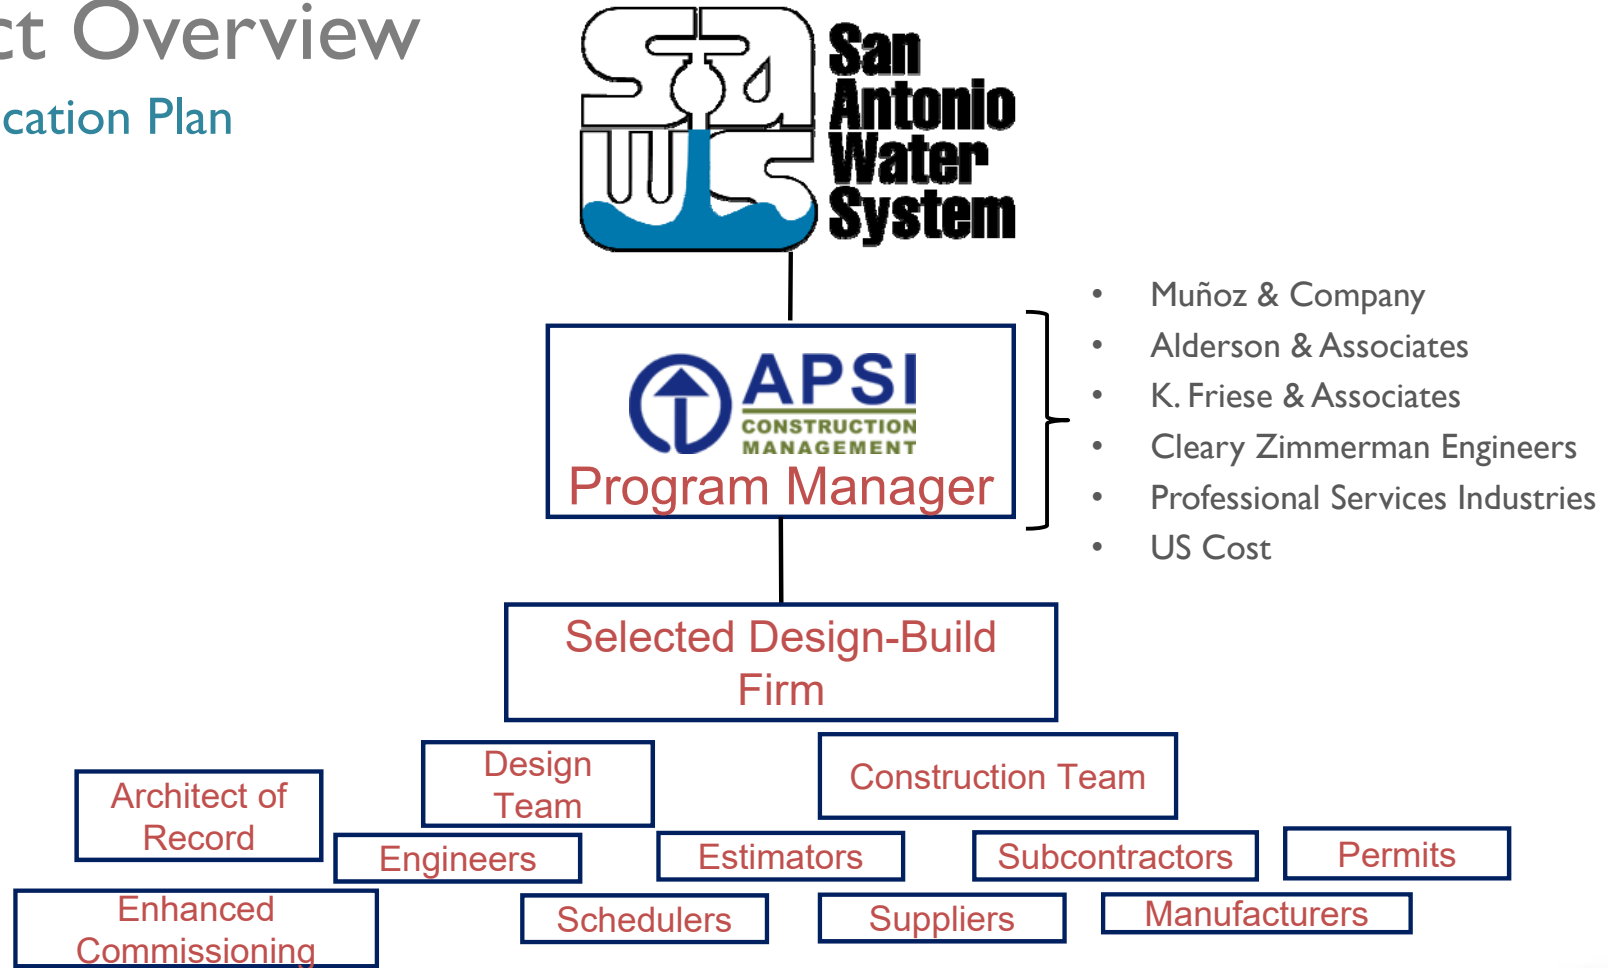 ct Overview
cation Plan
saws
San
Antonio
Water
System
APSI
CONSTRUCTION
MANAGEMENT
Program Manager
• Muñoz & Company
• Alderson & Associates
• K. Friese & Associates
• Cleary Zimmerman Engineers
• Professional Services Industries
• US Cost
Selected Design-Build
Firm
Design
Team
Construction Team
Architect of
Record
Engineers
Estimators
Subcontractors
Permits
Enhanced
Commissioning
Schedulers
Suppliers
Manufacturers